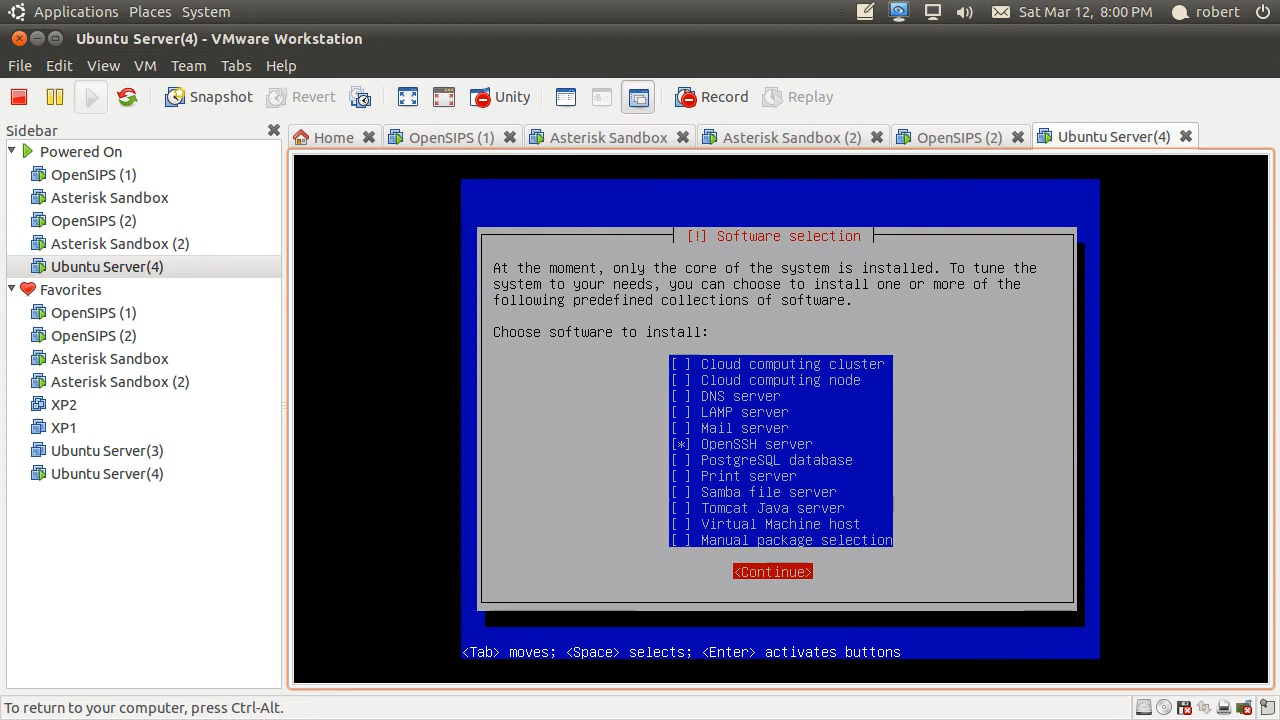 Applications Places System Sat Mar 12, 8:00 PM robert
Ubuntu Server(4) - VMware Workstation
File Edit View VM Team Tabs Help
Snapshot Revert Unity Record Replay
Sidebar
Home OpenSIPS (1) Asterisk Sandbox Asterisk Sandbox (2) OpenSIPS (2) Ubuntu Server(4)
Powered On
OpenSIPS (1)
Asterisk Sandbox
OpenSIPS (2)
Asterisk Sandbox (2)
Ubuntu Server(4)
Favorites
OpenSIPS (1)
OpenSIPS (2)
Asterisk Sandbox
Asterisk Sandbox (2)
XP2
XP1
Ubuntu Server(3)
Ubuntu Server(4)
[!] Software selection
At the moment, only the core of the system is installed. To tune the
system to your needs, you can choose to install one or more of the
following predefined collections of software.
Choose software to install:
[ ] Cloud computing cluster
[ ] Cloud computing node
[ ] DNS server
[ ] LAMP server
[ ] Mail server
[*] OpenSSH server
[ ] PostgreSQL database
[ ] Print server
[ ] Samba file server
[ ] Tomcat Java server
[ ] Virtual Machine host
[ ] Manual package selection
<Continue>
<Tab> moves; <Space> selects; <Enter> activates buttons
To return to your computer, press Ctrl-Alt.